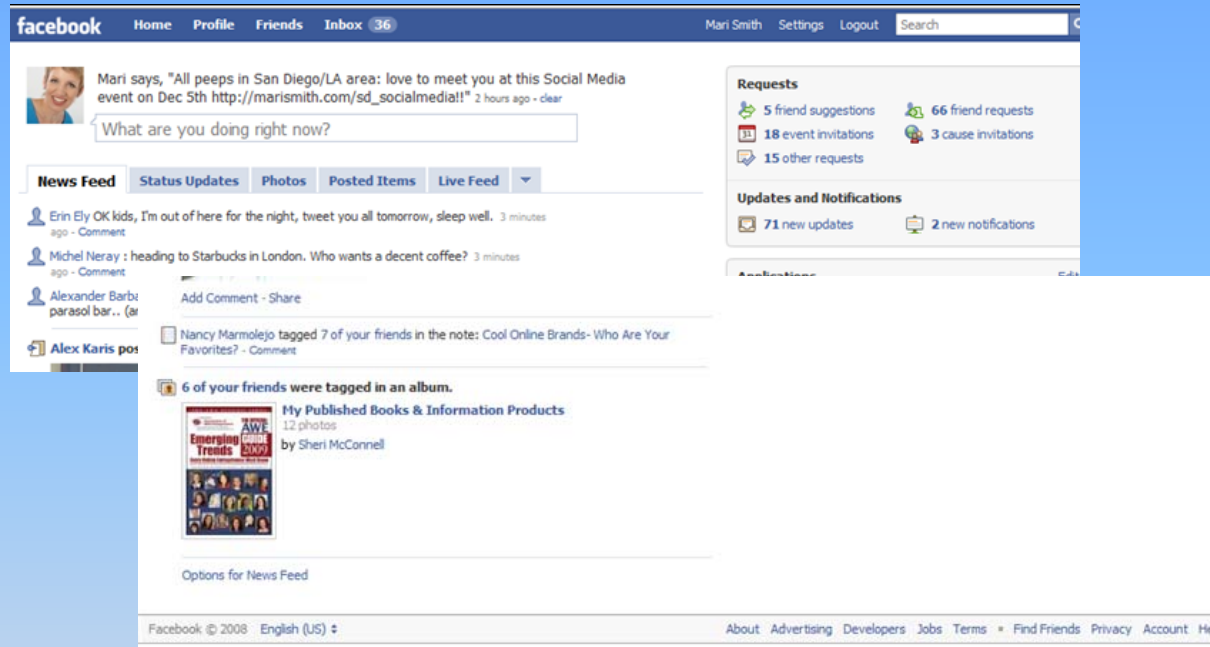 facebook Home Profile Friends Inbox 36 Mari Smith Settings Logout Search
Mari says, "All peeps in San Diego/LA area: love to meet you at this Social Media
event on Dec 5th http://marismith.com/sd_socialmedia!!" 2 hours ago - clear
What are you doing right now?
News Feed Status Updates Photos Posted Items Live Feed
Erin Ely OK kids, I'm out of here for the night, tweet you all tomorrow, sleep well. 3 minutes
ago - Comment
Michel Neray : heading to Starbucks in London. Who wants a decent coffee? 3 minutes
ago - Comment
Alexander Barba
parasol bar.. (ar
Alex Karis pos
Requests
5 friend suggestions 66 friend requests
31 18 event invitations 3 cause invitations
15 other requests
Updates and Notifications
71 new updates 2 new notifications
Applications Edit
Add Comment - Share
Nancy Marmolejo tagged 7 of your friends in the note: Cool Online Brands- Who Are Your
Favorites? - Comment
6 of your friends were tagged in an album.
My Published Books & Information Products
12 photos
by Sheri McConnell
AWE
Emerging GUIDE
Trends 2009
Options for News Feed
Facebook © 2008 English (US)
About Advertising Developers Jobs Terms Find Friends Privacy Account He